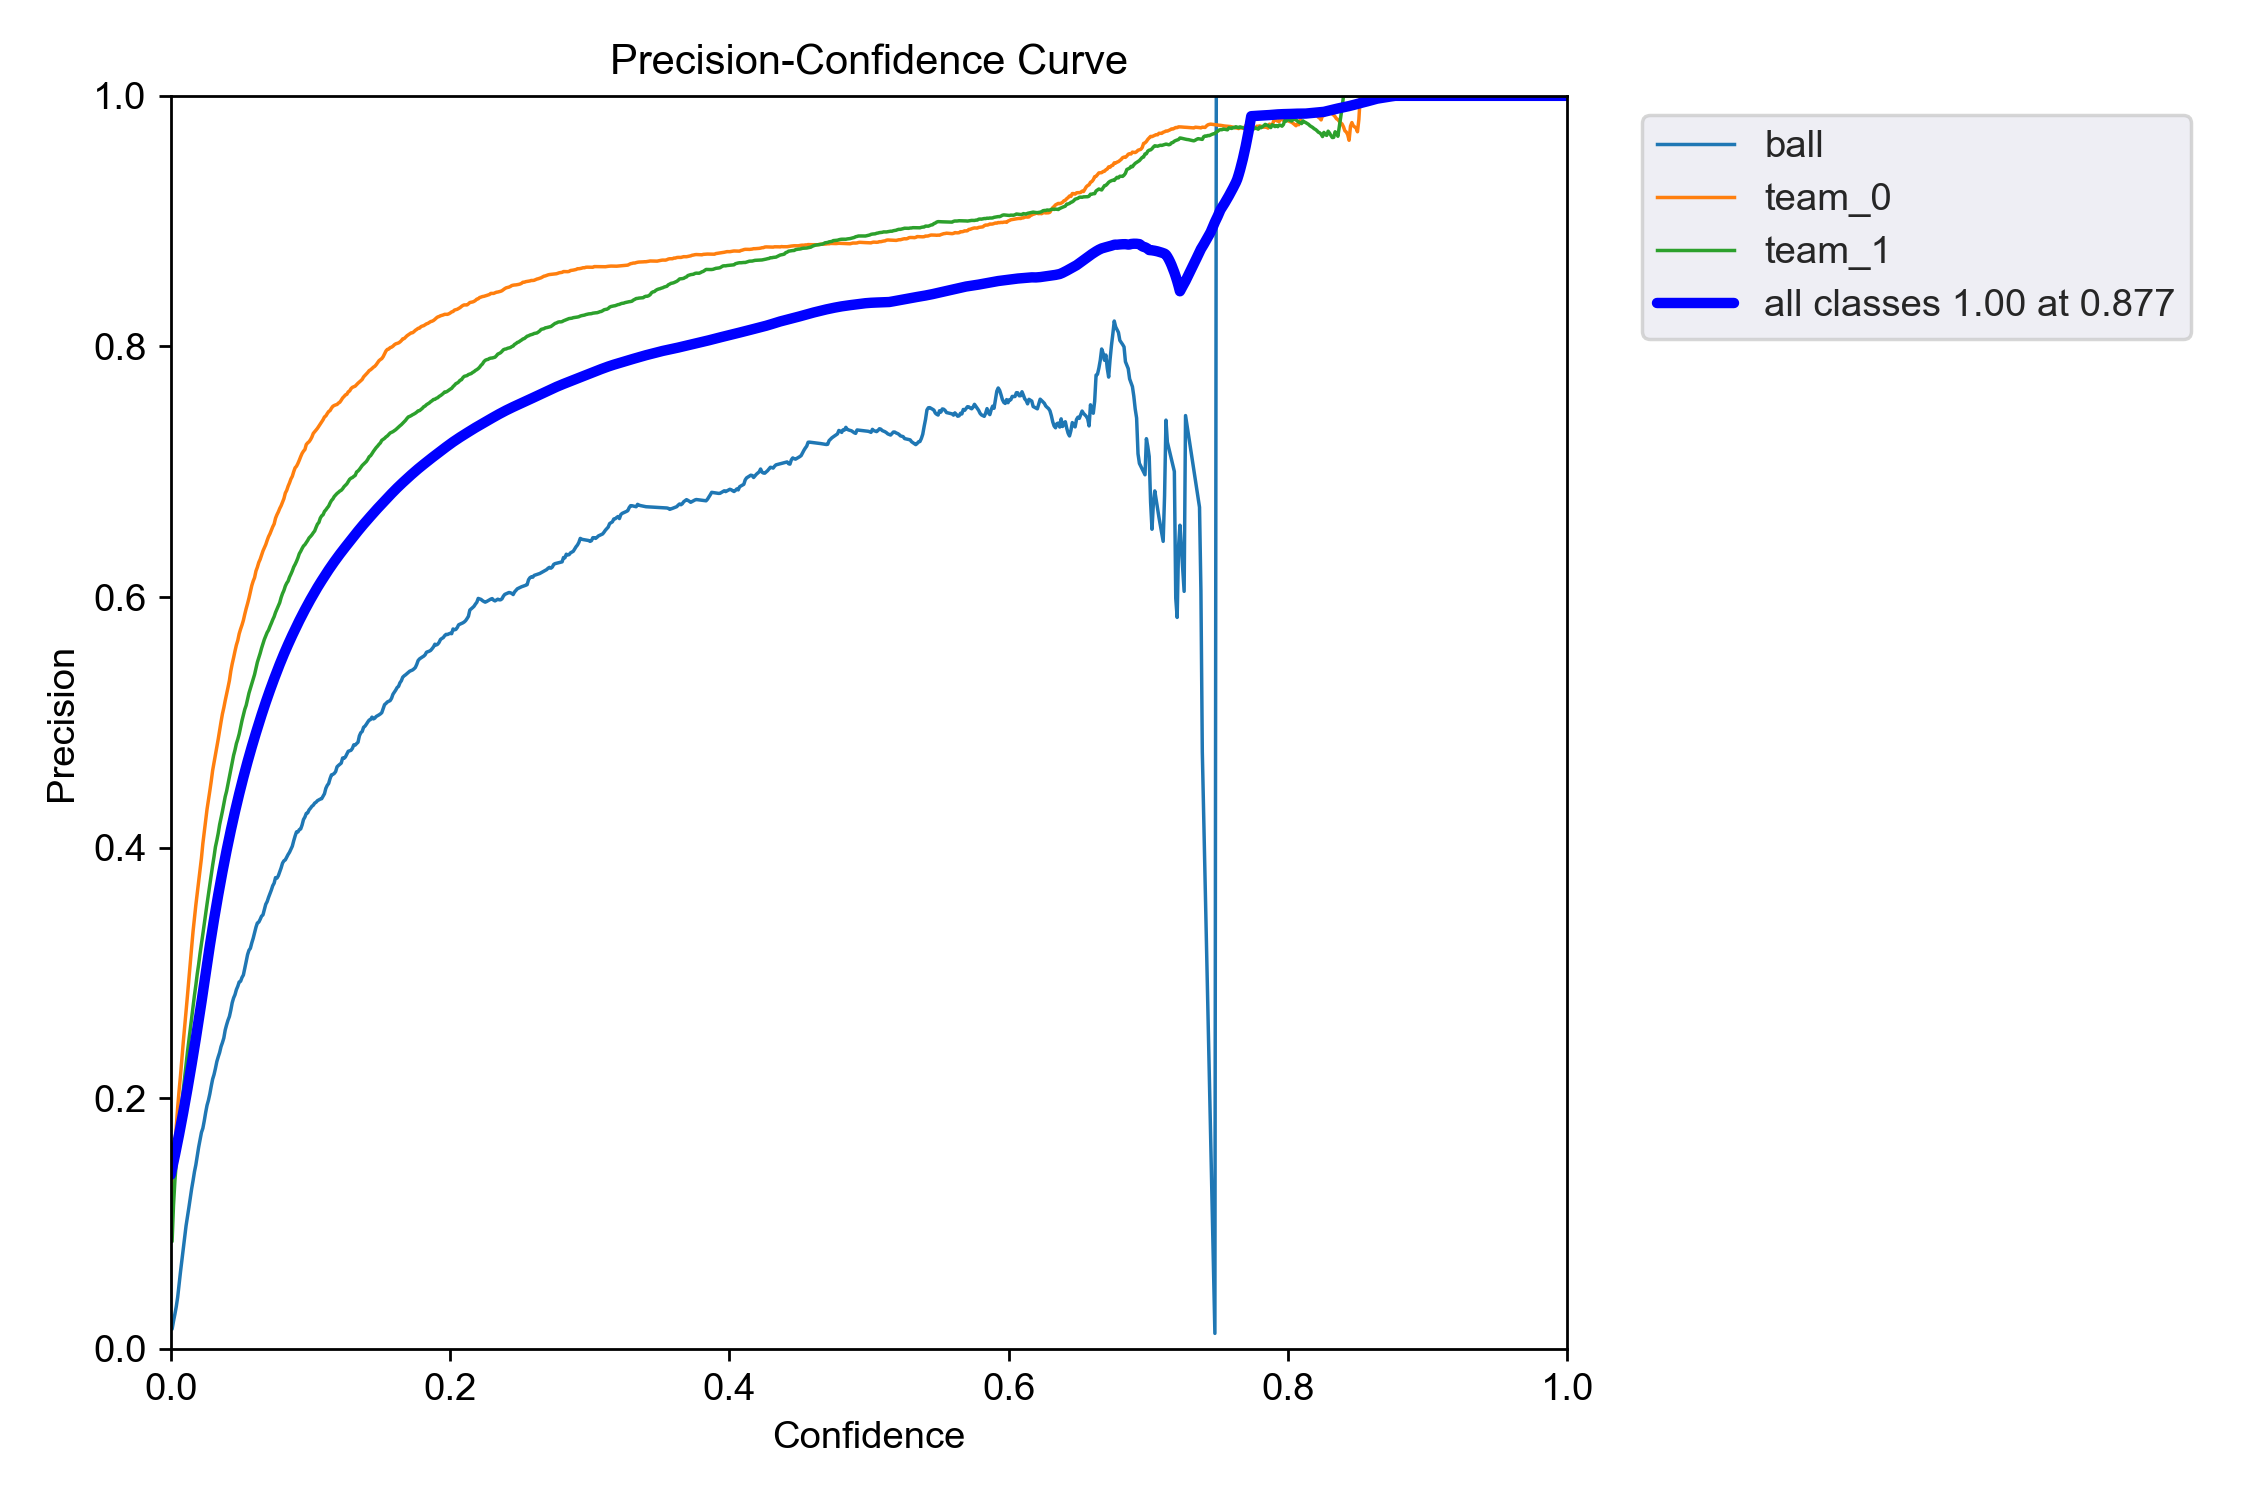 Precision-Confidence Curve
1.0
0.8
0.6
0.4
0.2
0.0
Precision
0.0 0.2 0.4 0.6 0.8 1.0
Confidence
ball
team_0
team_1
all classes 1.00 at 0.877